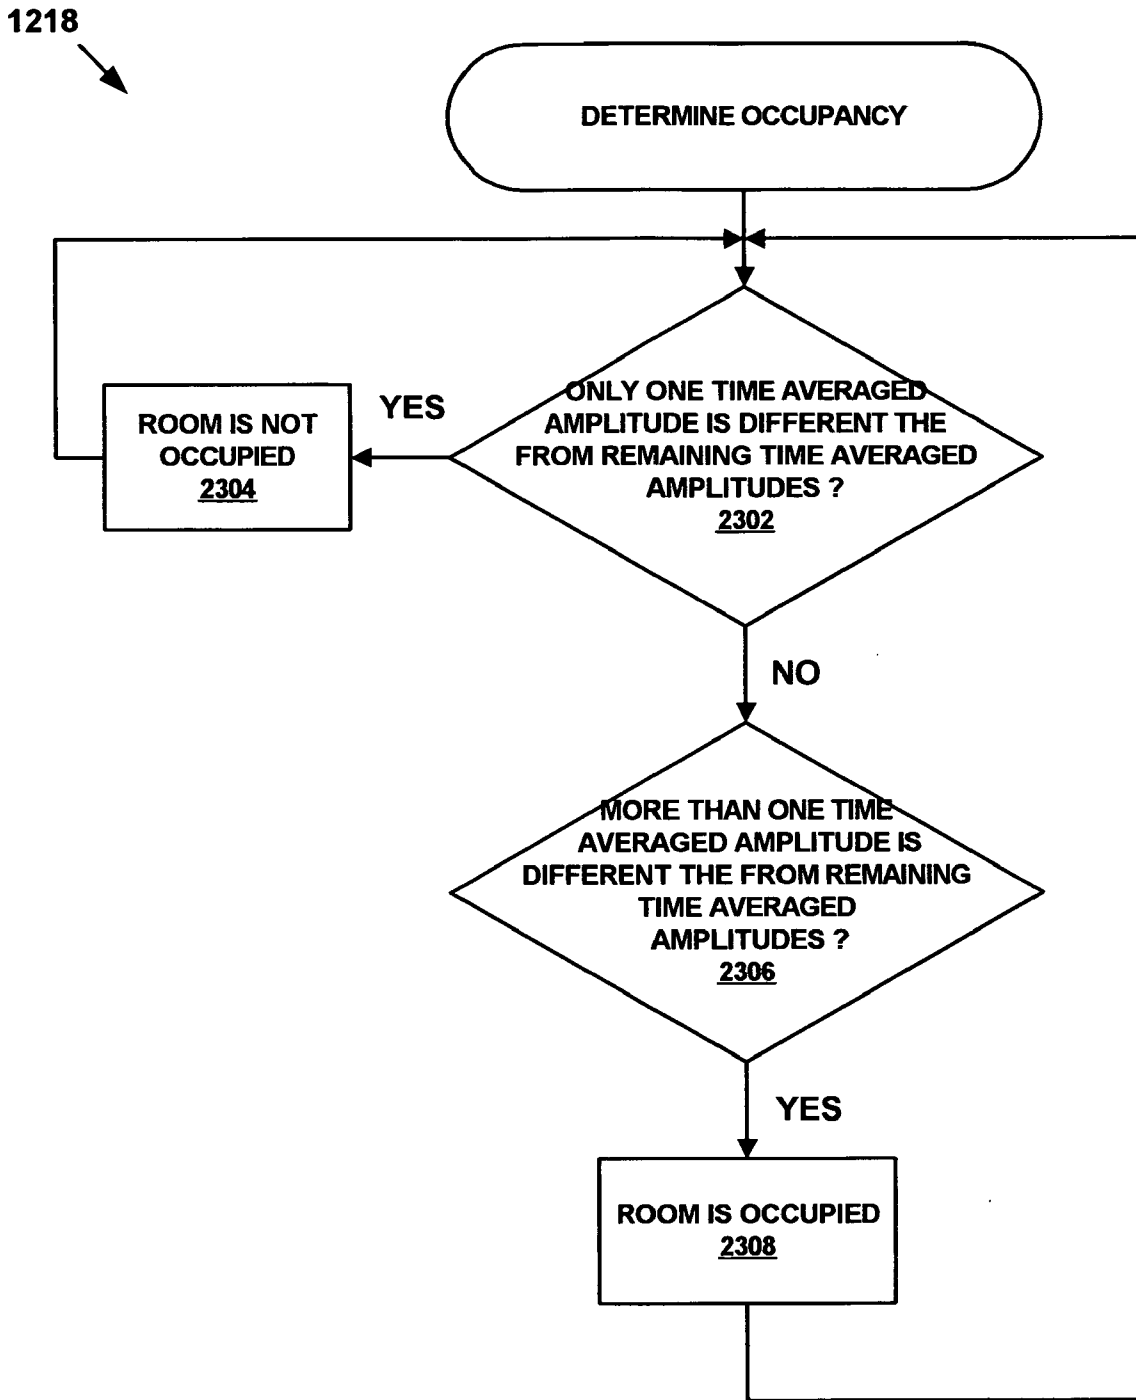 1218
DETERMINE OCCUPANCY
ONLY ONE TIME AVERAGED
AMPLITUDE IS DIFFERENT THE
FROM REMAINING TIME AVERAGED
AMPLITUDES ?
2302
YES
ROOM IS NOT
OCCUPIED
2304
NO
MORE THAN ONE TIME
AVERAGED AMPLITUDE IS
DIFFERENT THE FROM REMAINING
TIME AVERAGED
AMPLITUDES ?
2306
YES
ROOM IS OCCUPIED
2308